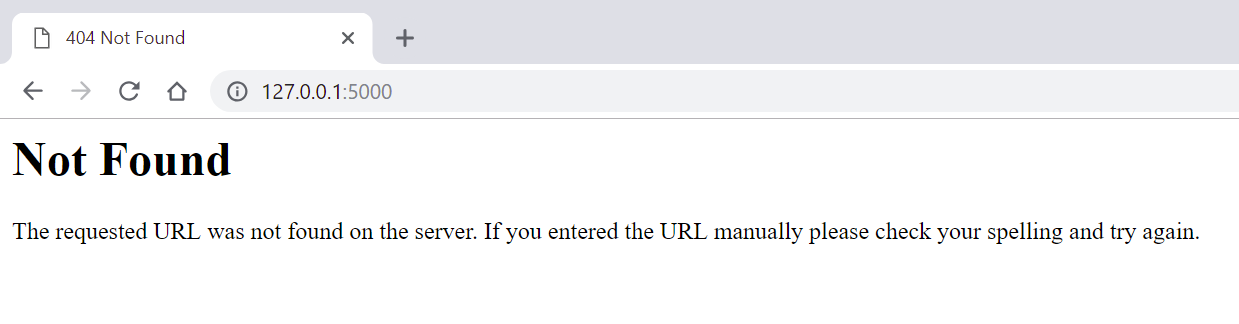 404 Not Found
127.0.0.1:5000
Not Found
The requested URL was not found on the server. If you entered the URL manually please check your spelling and try again.